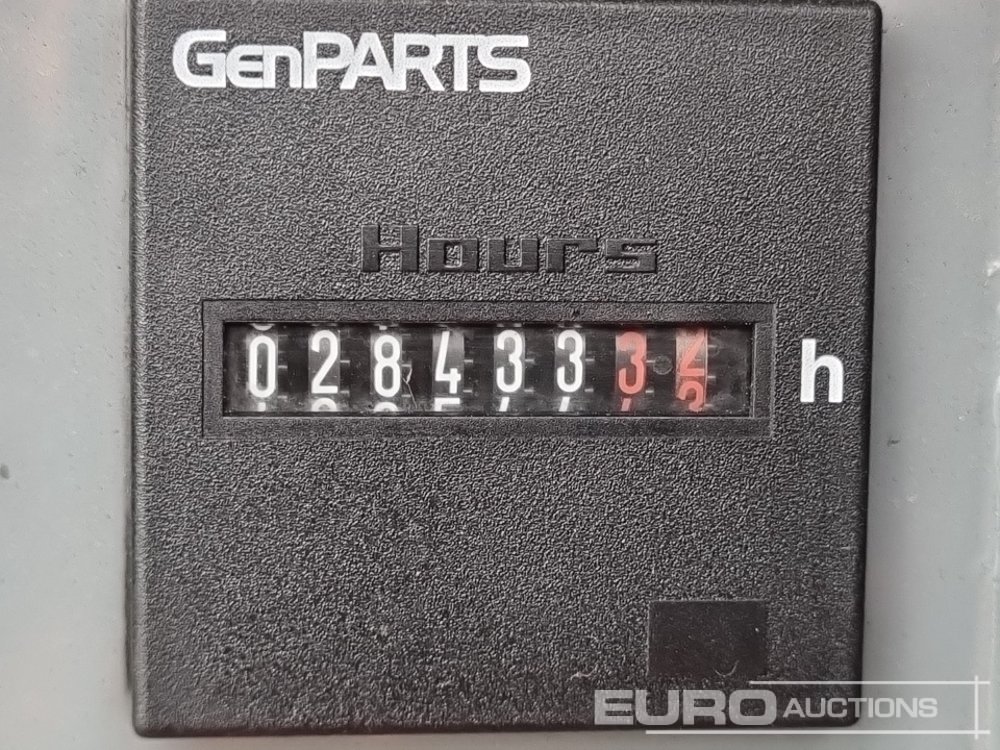 GenPARTS
Hours
02843332 h
EURO AUCTIONS